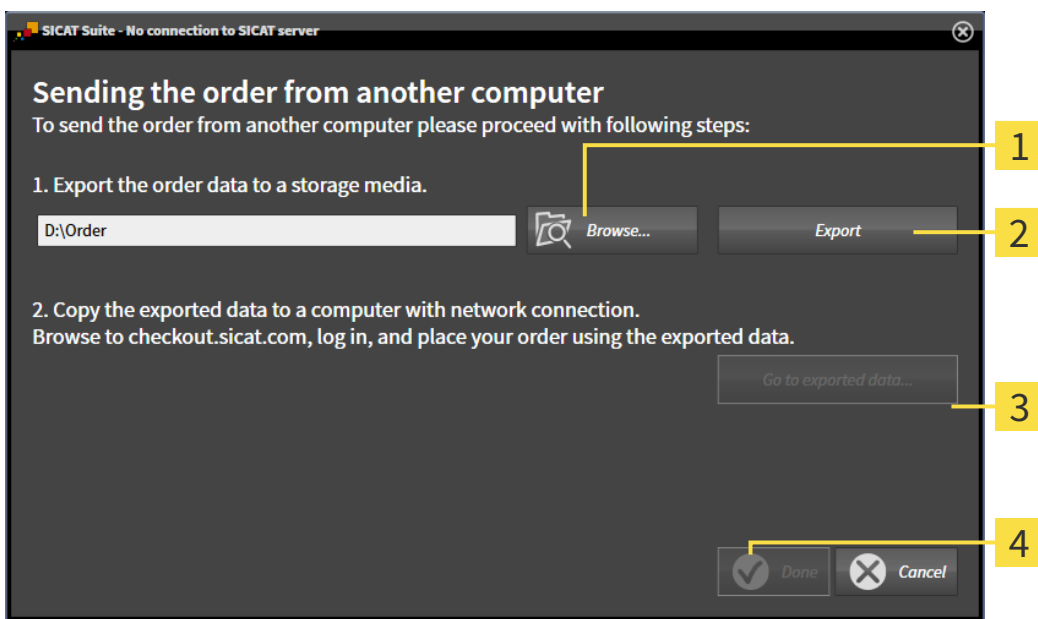 SICAT Suite - No connection to SICAT server
Sending the order from another computer
To send the order from another computer please proceed with following steps:
1
1. Export the order data to a storage media.
D:\Order
Browse...
Export
2
2. Copy the exported data to a computer with network connection.
Browse to checkout.sicat.com, log in, and place your order using the exported data.
Go to exported data...
3
4
Done
Cancel